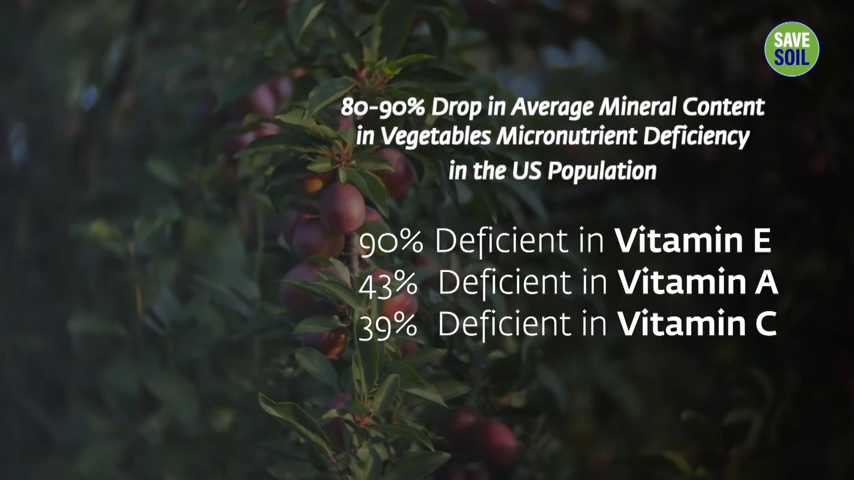 SAVE
SOIL
80-90% Drop in Average Mineral Content
in Vegetables Micronutrient Deficiency
in the US Population
90% Deficient in Vitamin E
43% Deficient in Vitamin A
39% Deficient in Vitamin C